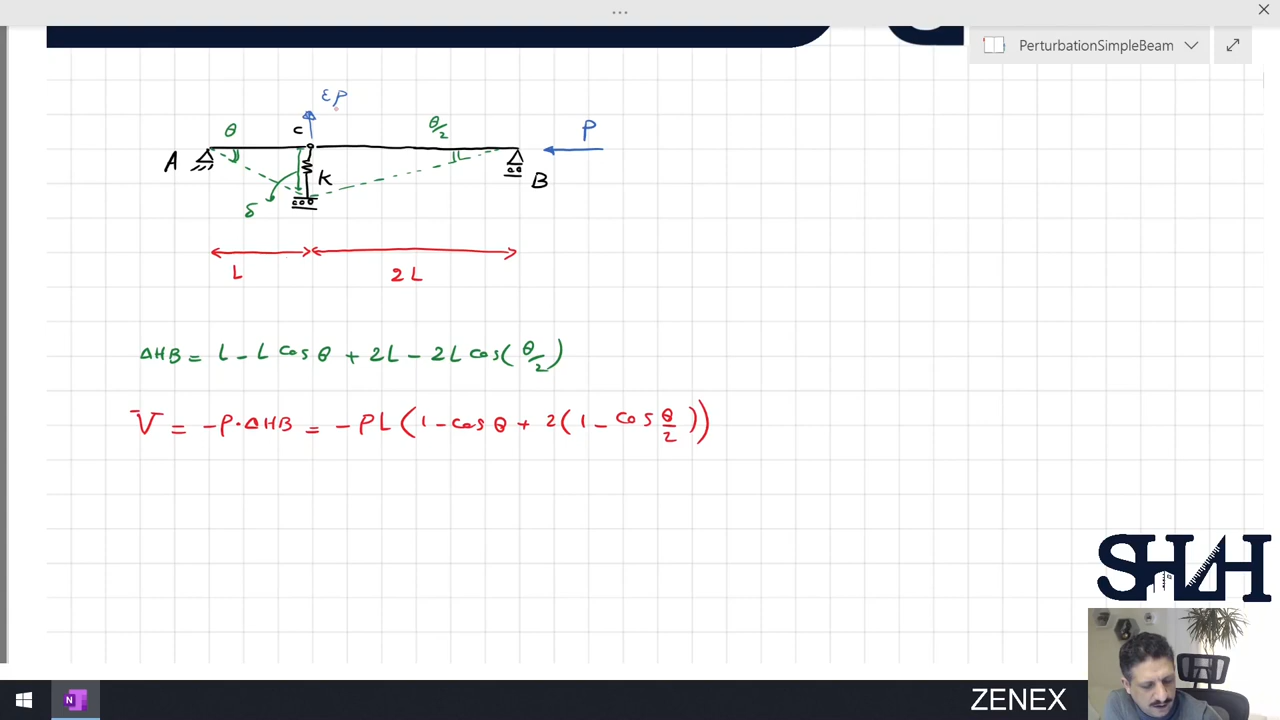 PerturbationSimpleBeam
εP
θ
c
θ/2
P
A
K
B
δ
L
2L
ΔHB = L - L cos θ + 2L - 2L cos(θ/2)
V = -P·ΔHB = -PL(1 - cos θ + 2(1 - cos θ/2))
SHLH
ZENEX